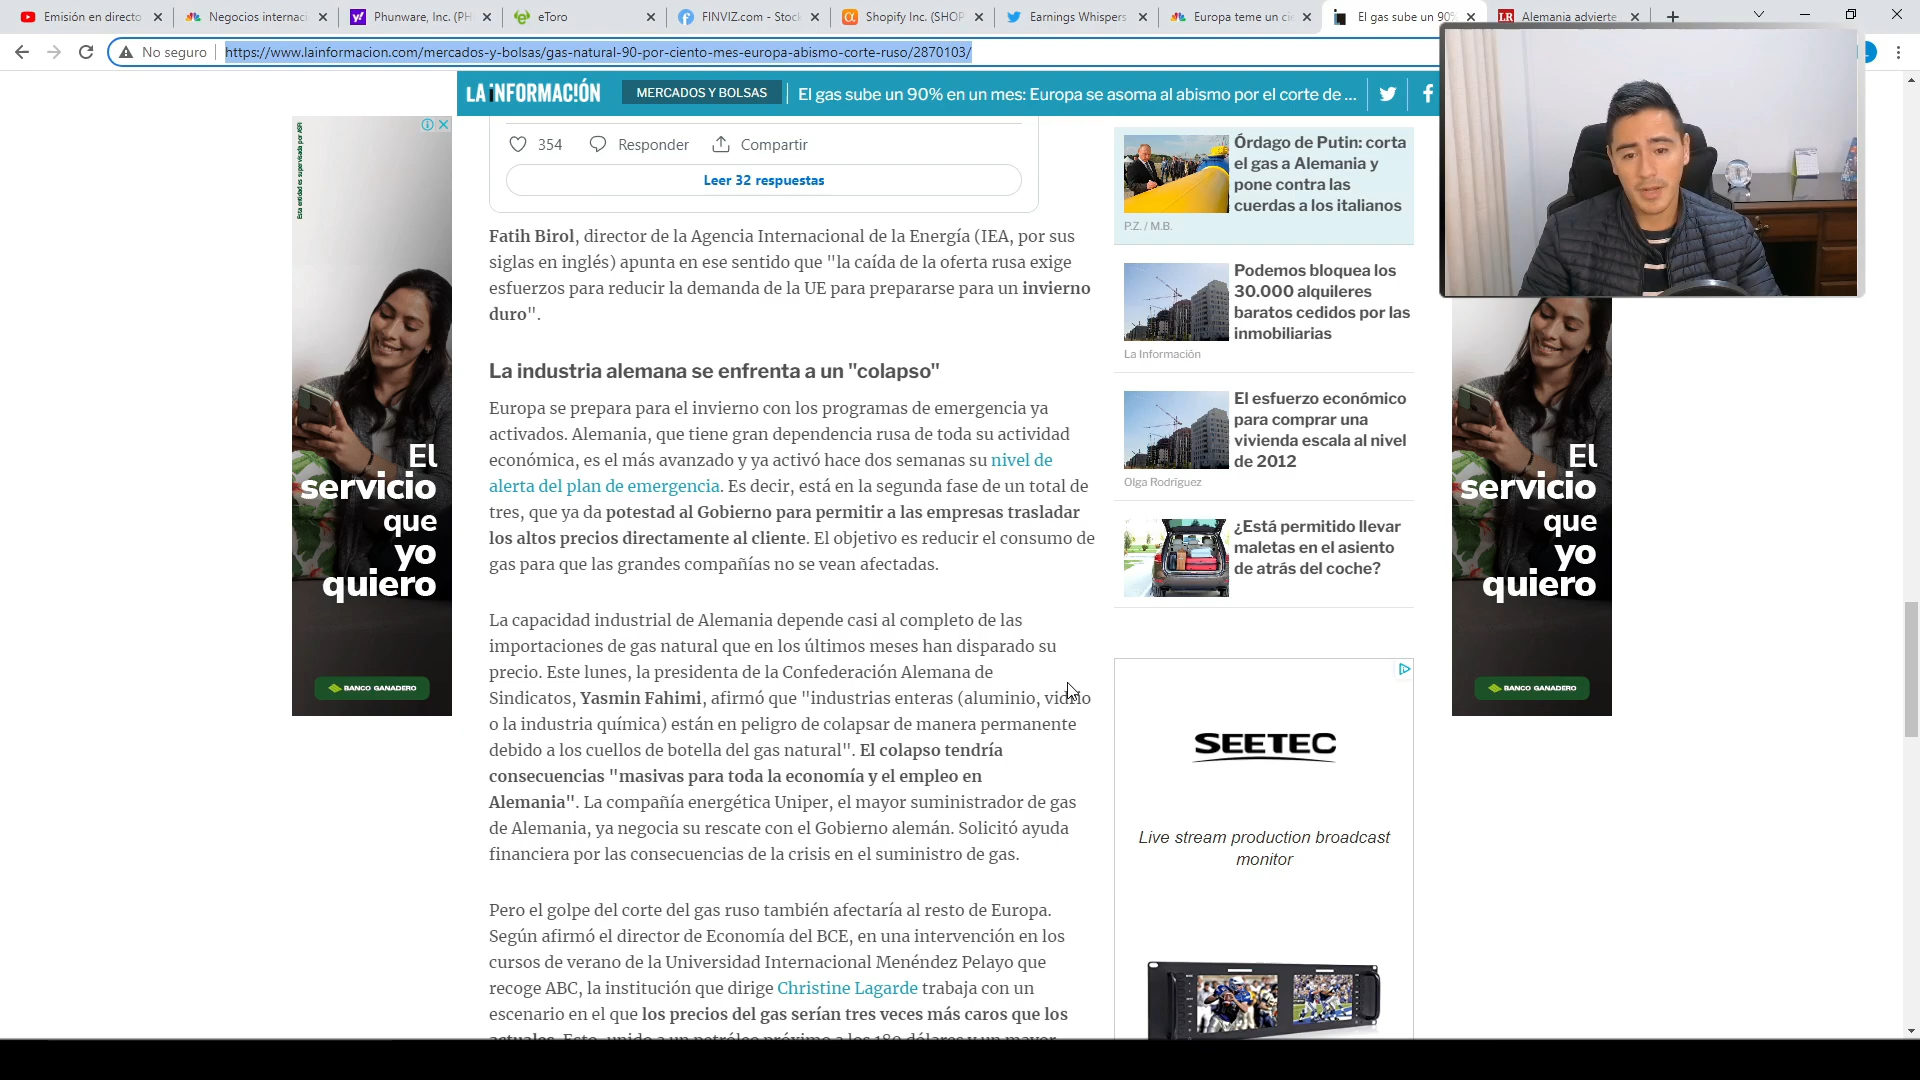 Emisión en directo
Negocios internaci
Phunware, Inc. (PH
eToro
FINVIZ.com - Stock
Shopify Inc. (SHOP
Earnings Whispers
Europa teme un ci
El gas sube un 90%
LR Alemania advierte
No seguro
https://www.lainformacion.com/mercados-y-bolsas/gas-natural-90-por-ciento-mes-europa-abismo-corte-ruso/2870103/
LA iNFORMAC!ÓN
MERCADOS Y BOLSAS
El gas sube un 90% en un mes: Europa se asoma al abismo por el corte de ...
Esta entidad es supervisada por ASFI
El
servicio
que
yo
quiero
BANCO GANADERO
354 Responder Compartir
Leer 32 respuestas
Fatih Birol, director de la Agencia Internacional de la Energía (IEA, por sus
siglas en inglés) apunta en ese sentido que "la caída de la oferta rusa exige
esfuerzos para reducir la demanda de la UE para prepararse para un invierno
duro".
La industria alemana se enfrenta a un "colapso"
Europa se prepara para el invierno con los programas de emergencia ya
activados. Alemania, que tiene gran dependencia rusa de toda su actividad
económica, es el más avanzado y ya activó hace dos semanas su nivel de
alerta del plan de emergencia. Es decir, está en la segunda fase de un total de
tres, que ya da potestad al Gobierno para permitir a las empresas trasladar
los altos precios directamente al cliente. El objetivo es reducir el consumo de
gas para que las grandes compañías no se vean afectadas.
La capacidad industrial de Alemania depende casi al completo de las
importaciones de gas natural que en los últimos meses han disparado su
precio. Este lunes, la presidenta de la Confederación Alemana de
Sindicatos, Yasmin Fahimi, afirmó que "industrias enteras (aluminio, vidrio
o la industria química) están en peligro de colapsar de manera permanente
debido a los cuellos de botella del gas natural". El colapso tendría
consecuencias "masivas para toda la economía y el empleo en
Alemania". La compañía energética Uniper, el mayor suministrador de gas
de Alemania, ya negocia su rescate con el Gobierno alemán. Solicitó ayuda
financiera por las consecuencias de la crisis en el suministro de gas.
Pero el golpe del corte del gas ruso también afectaría al resto de Europa.
Según afirmó el director de Economía del BCE, en una intervención en los
cursos de verano de la Universidad Internacional Menéndez Pelayo que
recoge ABC, la institución que dirige Christine Lagarde trabaja con un
escenario en el que los precios del gas serían tres veces más caros que los
actuales. Esto, unido a un petróleo próximo a los 180 dólares y un mayor
Órdago de Putin: corta
el gas a Alemania y
pone contra las
cuerdas a los italianos
P.Z. / M.B.
Podemos bloquea los
30.000 alquileres
baratos cedidos por las
inmobiliarias
La Información
El esfuerzo económico
para comprar una
vivienda escala al nivel
de 2012
Olga Rodríguez
¿Está permitido llevar
maletas en el asiento
de atrás del coche?
SEETEC
Live stream production broadcast
monitor
El
servicio
que
yo
quiero
BANCO GANADERO